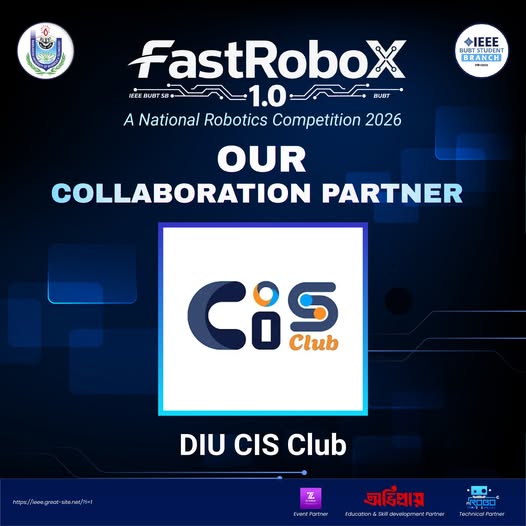 FastRoboX
IEEE BUBT SB
1.0
BUBT
A National Robotics Competition 2026
IEEE
BUBT STUDENT
BRANCH
OUR
COLLABORATION PARTNER
CiS
Club
DIU CIS Club
https://ieee.great-site.net/?i=1
Event Partner
অভিপ্রায়
Education & Skill development Partner
ROBO
Technical Partner